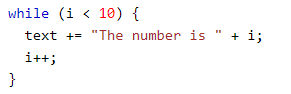 while (i < 10) {
  text += "The number is " + i;
  i++;
}